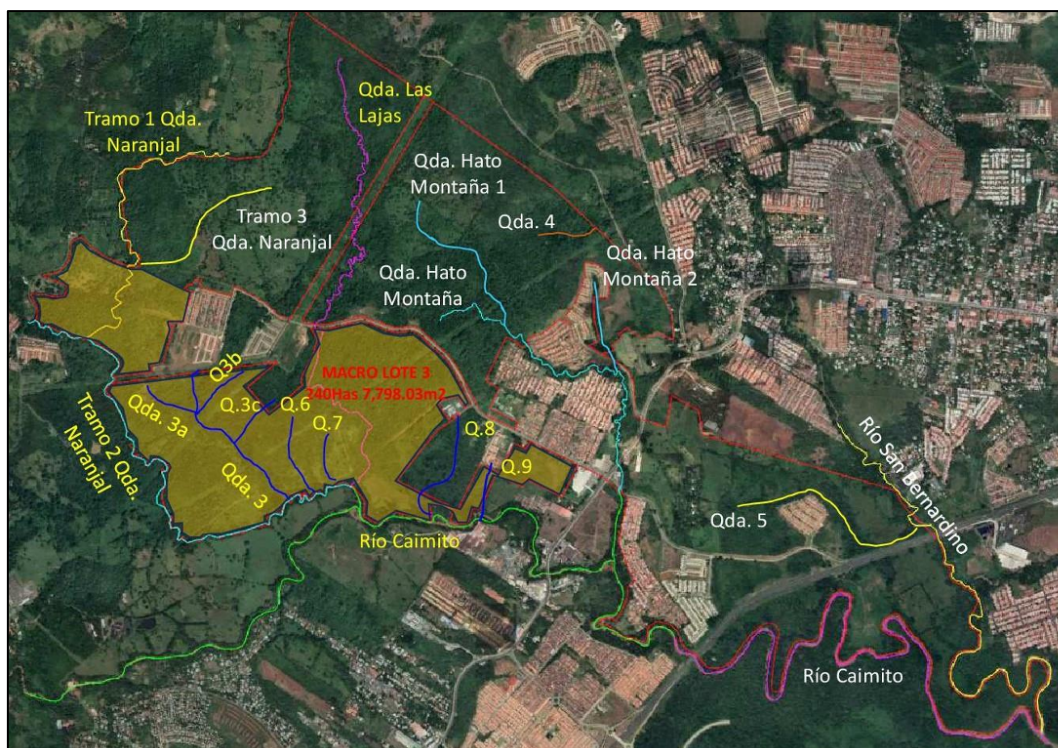 Qda. Las
Lajas
Tramo 1 Qda.
Naranjal
Qda. Hato
Montaña 1
Tramo 3
Qda. Naranjal
Qda. 4
Qda. Hato
Montaña 2
Qda. Hato
Montaña
Q3b
MACRO LOTE 3
240Has 7,798.03m2
Qda. 3a
Q.3c
Q.6
Q.7
Q.8
Tramo 2 Qda.
Naranjal
Qda. 3
Q.9
Río San Bernardino
Qda. 5
Río Caimito
Río Caimito